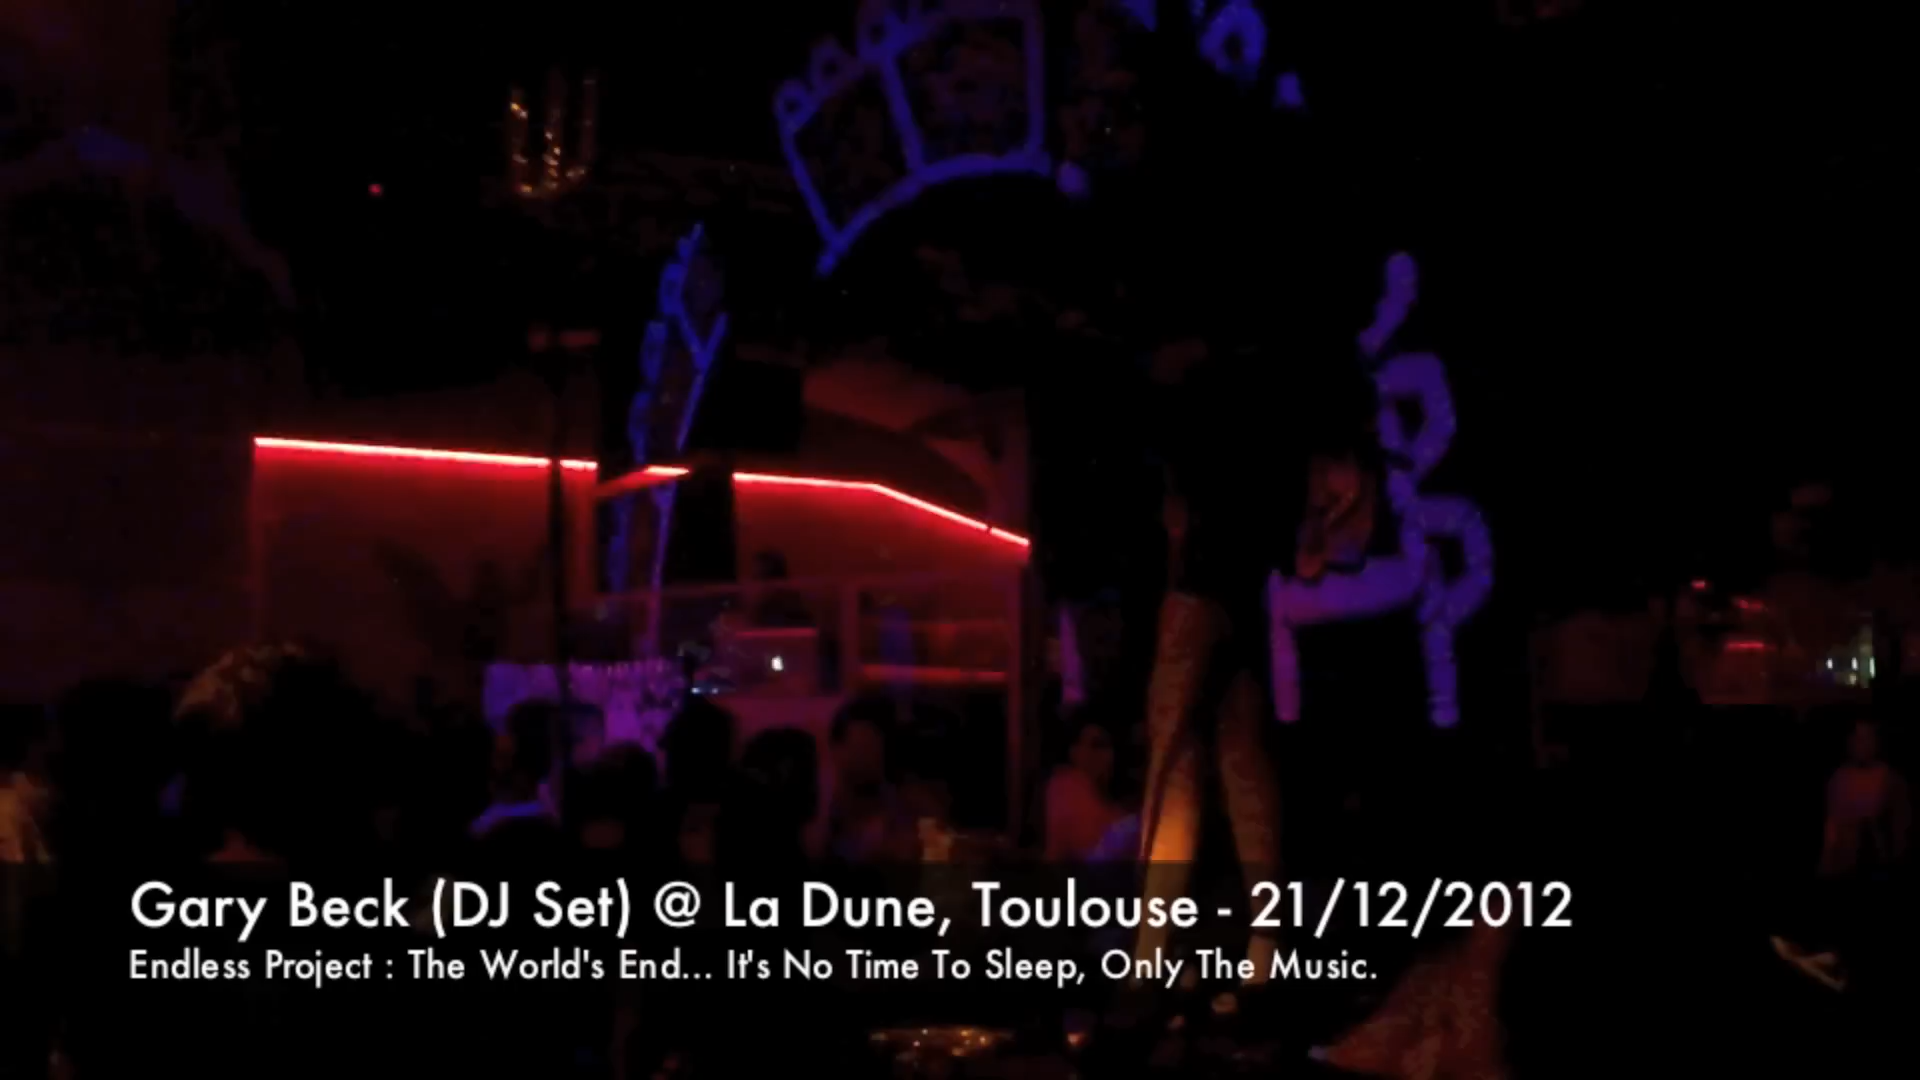 Gary Beck (DJ Set) @ La Dune, Toulouse - 21/12/2012
Endless Project : The World's End... It's No Time To Sleep, Only The Music.